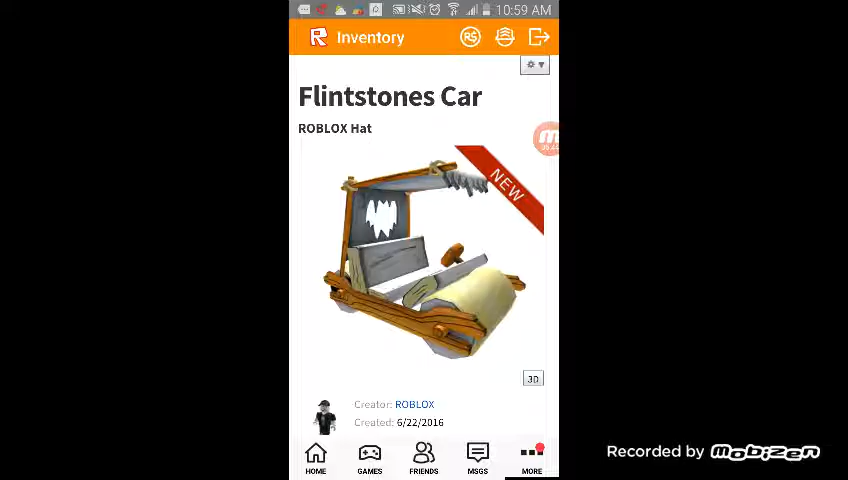 10:59 AM
R Inventory R$
Flintstones Car
ROBLOX Hat
NEW
3D
Creator: ROBLOX
Created: 6/22/2016
HOME GAMES FRIENDS MSGS MORE
Recorded by mobizen